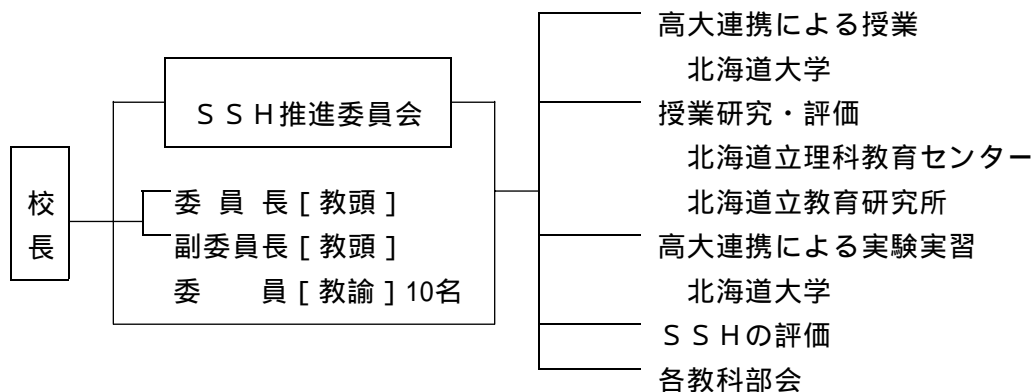 校長
ＳＳＨ推進委員会
委 員 長 [ 教頭 ]
副委員長 [ 教頭 ]
委　　員 [ 教諭 ] 10名
高大連携による授業
北海道大学
授業研究・評価
北海道立理科教育センター
北海道立教育研究所
高大連携による実験実習
北海道大学
ＳＳＨの評価
各教科部会